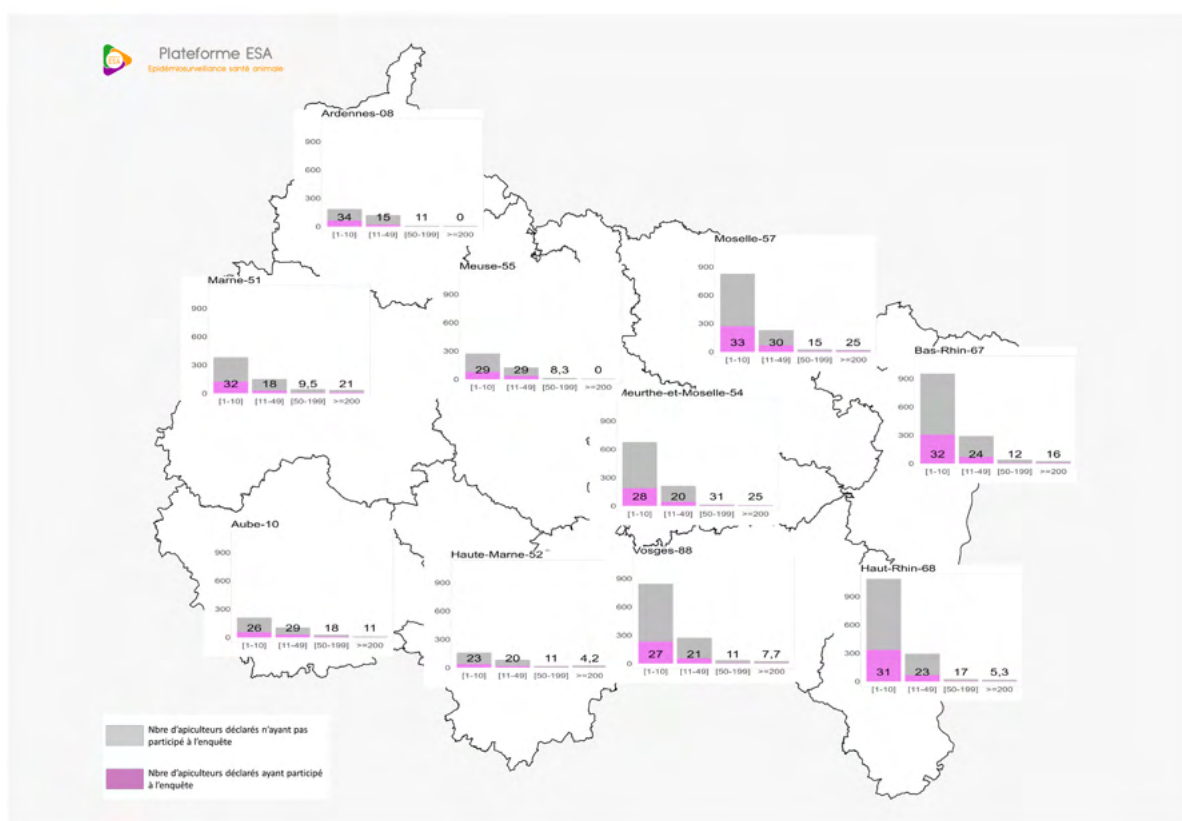 ESA
Plateforme ESA
Epidémiosurveillance santé animale
Ardennes-08
900
600
300
0
34 15 11 0
[1-10] [11-49] [50-199] >=200
Moselle-57
900
600
300
0
33 30 15 25
[1-10] [11-49] [50-199] >=200
Meuse-55
900
600
300
0
29 29 8,3 0
[1-10] [11-49] [50-199] >=200
Marne-51
900
600
300
0
32 18 9,5 21
[1-10] [11-49] [50-199] >=200
Bas-Rhin-67
900
600
300
0
32 24 12 16
[1-10] [11-49] [50-199] >=200
Meurthe-et-Moselle-54
900
600
300
0
28 20 31 25
[1-10] [11-49] [50-199] >=200
Aube-10
900
600
300
0
26 29 18 11
[1-10] [11-49] [50-199] >=200
Haute-Marne-52
900
600
300
0
23 20 11 4,2
[1-10] [11-49] [50-199] >=200
Vosges-88
900
600
300
0
27 21 11 7,7
[1-10] [11-49] [50-199] >=200
Haut-Rhin-68
900
600
300
0
31 23 17 5,3
[1-10] [11-49] [50-199] >=200
Nbre d'apiculteurs déclarés n'ayant pas
participé à l'enquête
Nbre d'apiculteurs déclarés ayant participé
à l'enquête